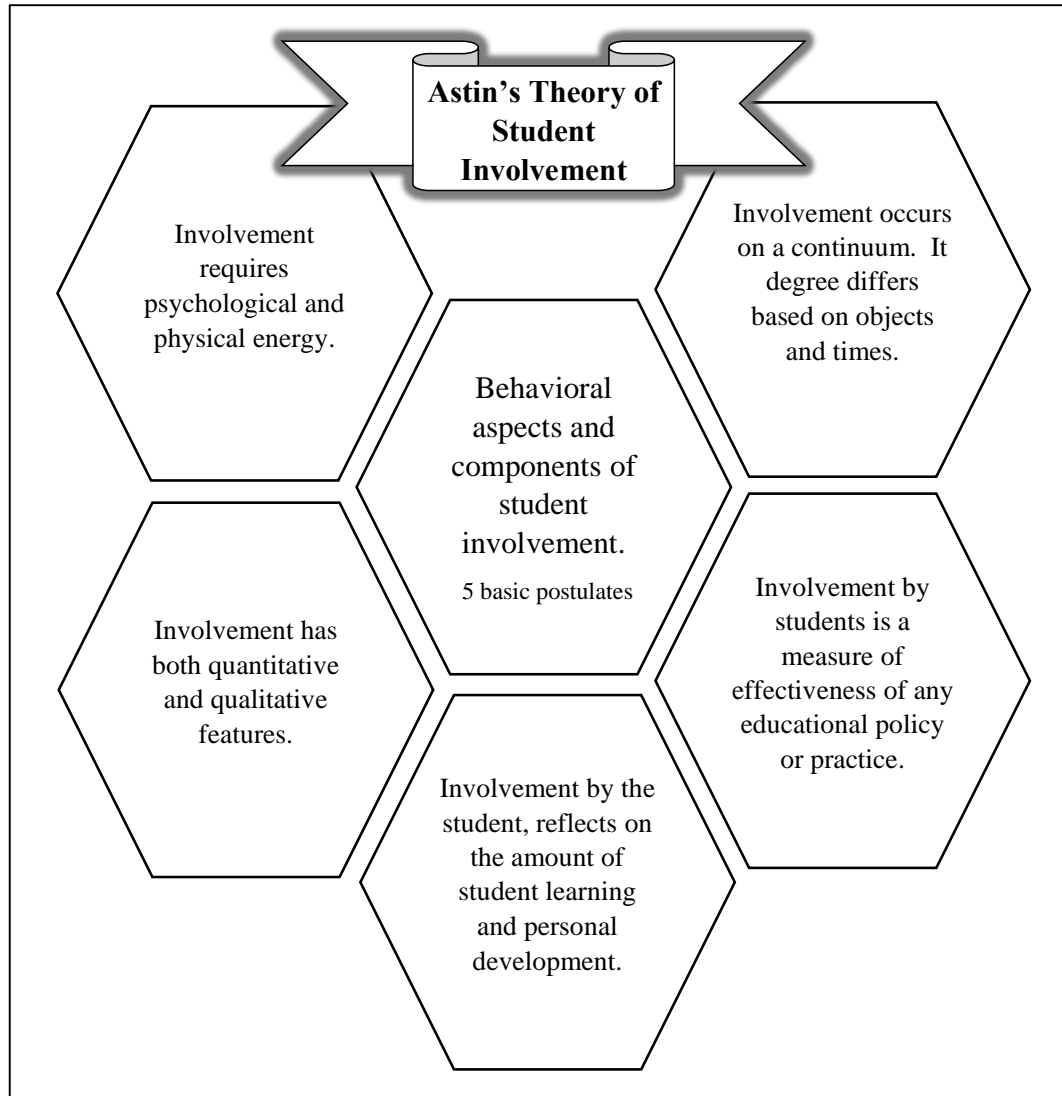 Astin’s Theory of
Student
Involvement
Involvement
requires
psychological and
physical energy.
Involvement occurs
on a continuum.  It
degree differs
based on objects
and times.
Behavioral
aspects and
components of
student
involvement.
5 basic postulates
Involvement has
both quantitative
and qualitative
features.
Involvement by
students is a
measure of
effectiveness of any
educational policy
or practice.
Involvement by the
student, reflects on
the amount of
student learning
and personal
development.